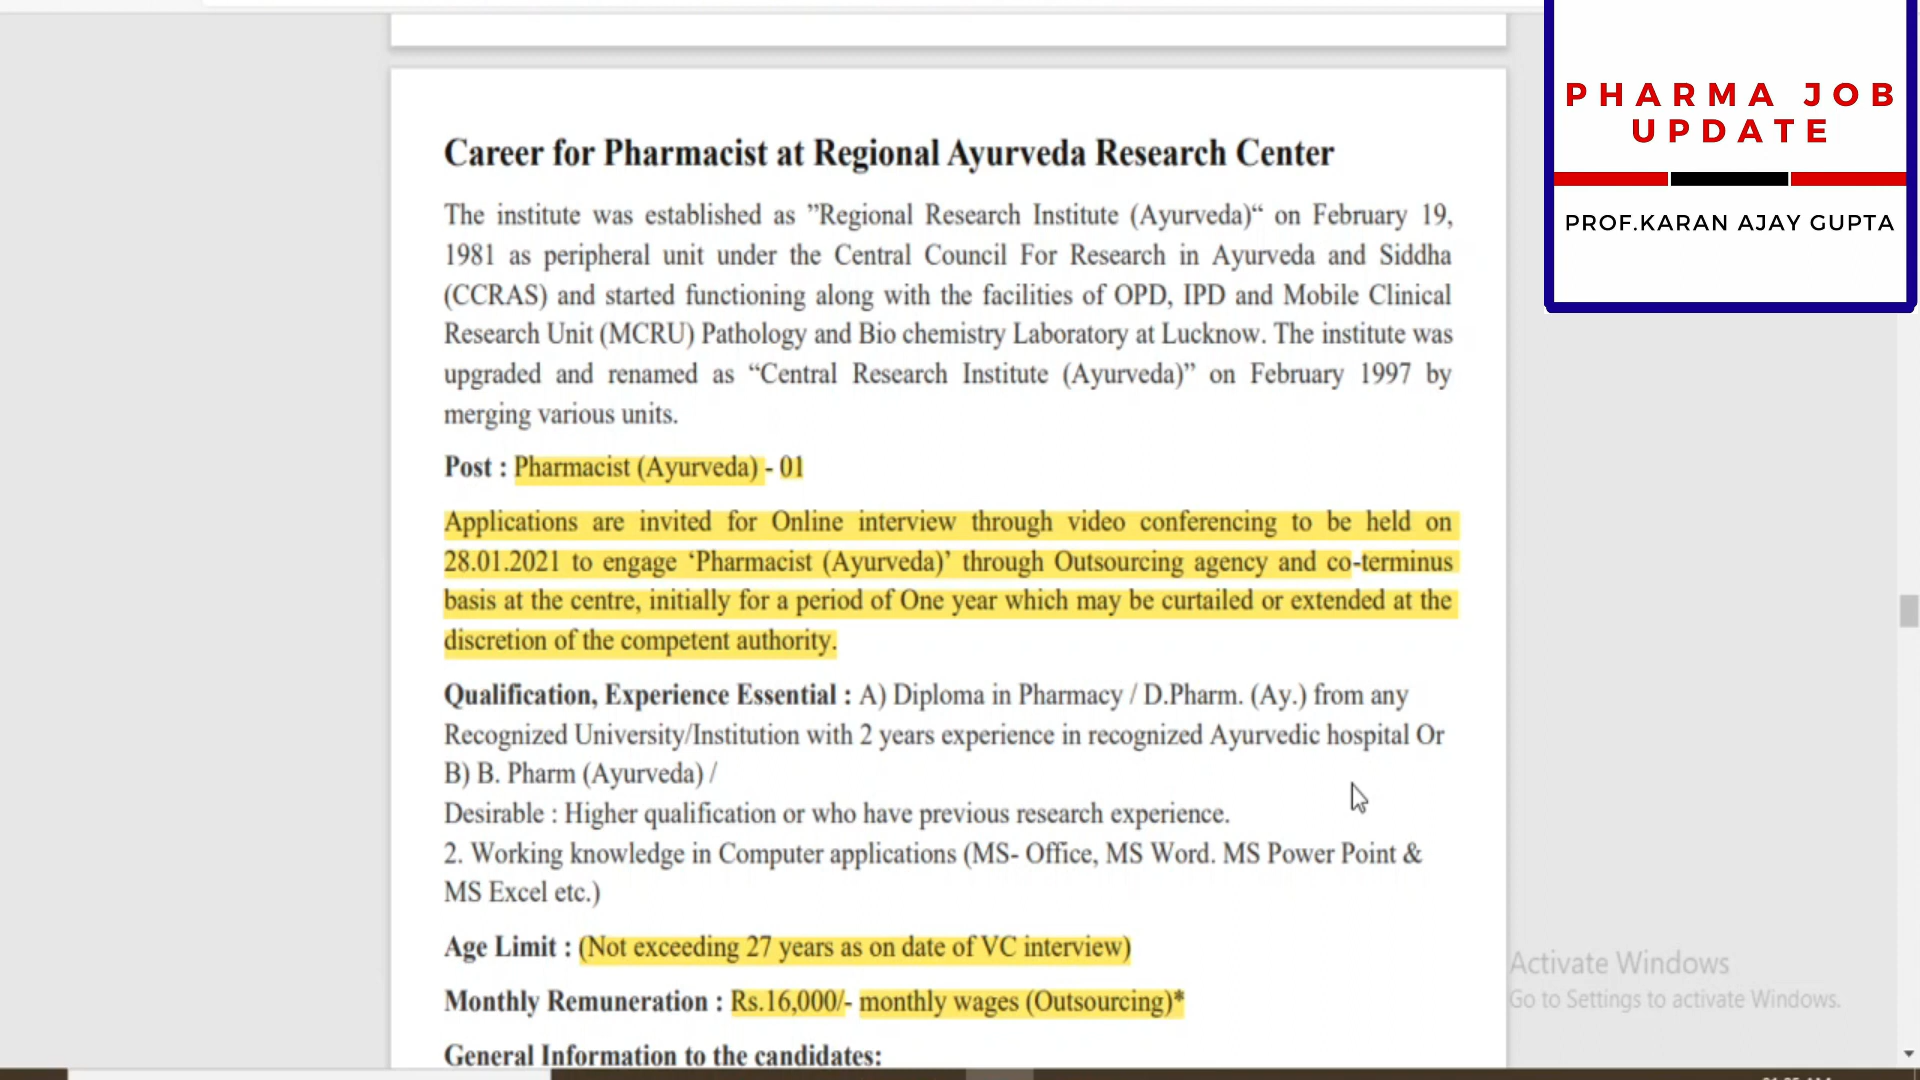 PHARMA JOB
UPDATE
PROF.KARAN AJAY GUPTA
Career for Pharmacist at Regional Ayurveda Research Center
The institute was established as ”Regional Research Institute (Ayurveda)“ on February 19,
1981 as peripheral unit under the Central Council For Research in Ayurveda and Siddha
(CCRAS) and started functioning along with the facilities of OPD, IPD and Mobile Clinical
Research Unit (MCRU) Pathology and Bio chemistry Laboratory at Lucknow. The institute was
upgraded and renamed as “Central Research Institute (Ayurveda)” on February 1997 by
merging various units.
Post : Pharmacist (Ayurveda) - 01
Applications are invited for Online interview through video conferencing to be held on
28.01.2021 to engage ‘Pharmacist (Ayurveda)’ through Outsourcing agency and co-terminus
basis at the centre, initially for a period of One year which may be curtailed or extended at the
discretion of the competent authority.
Qualification, Experience Essential : A) Diploma in Pharmacy / D.Pharm. (Ay.) from any
Recognized University/Institution with 2 years experience in recognized Ayurvedic hospital Or
B) B. Pharm (Ayurveda) /
Desirable : Higher qualification or who have previous research experience.
2. Working knowledge in Computer applications (MS- Office, MS Word. MS Power Point &
MS Excel etc.)
Age Limit : (Not exceeding 27 years as on date of VC interview)
Monthly Remuneration : Rs.16,000/- monthly wages (Outsourcing)*
General Information to the candidates:
Activate Windows
Go to Settings to activate Windows.